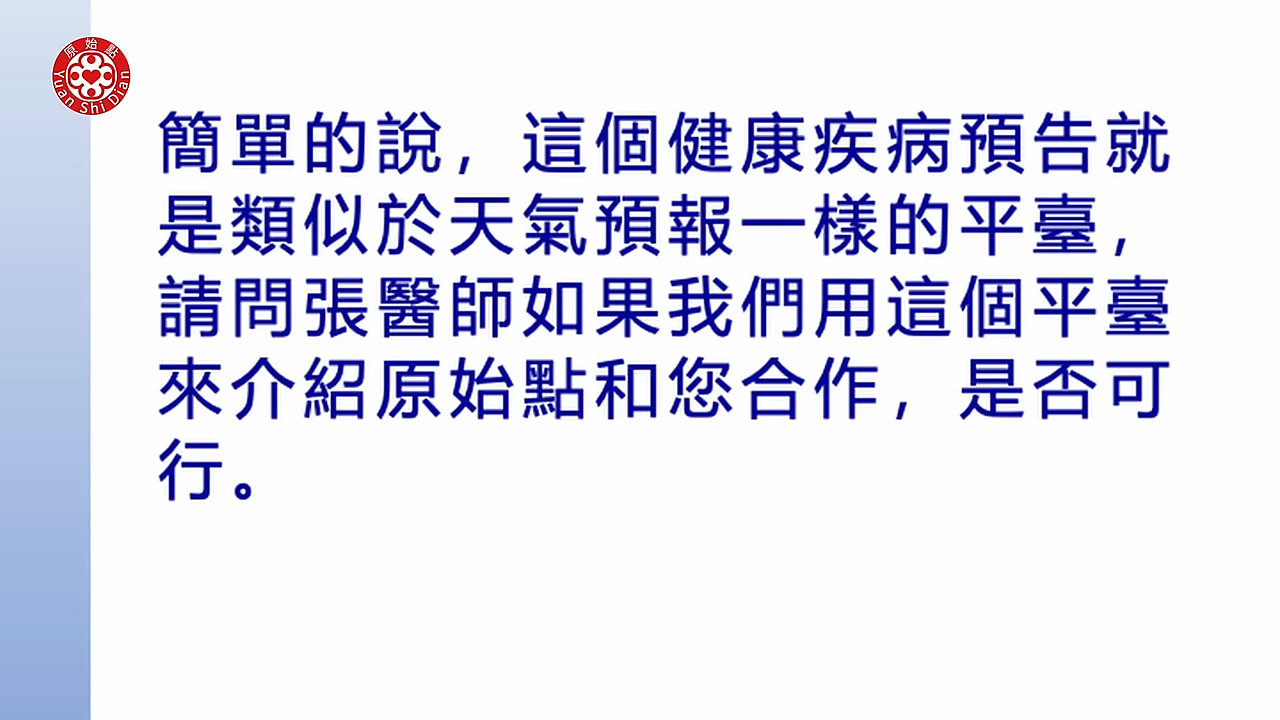 原始點
Yuan Shi Dian
簡單的說，這個健康疾病預告就
是類似於天氣預報一樣的平臺，
請問張醫師如果我們用這個平臺
來介紹原始點和您合作，是否可
行。